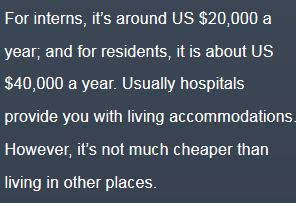 For interns, it's around US $20,000 a
year; and for residents, it is about US
$40,000 a year. Usually hospitals
provide you with living accommodations.
However, it's not much cheaper than
living in other places.